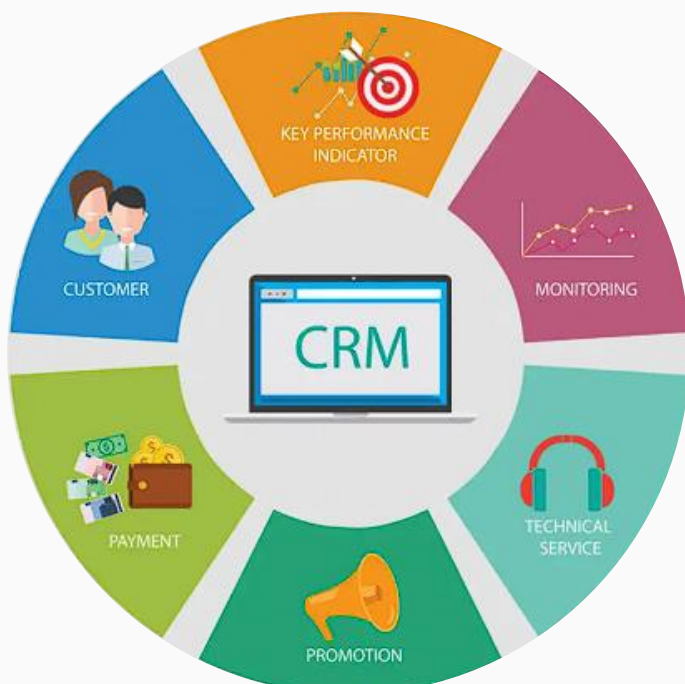 KEY PERFORMANCE
INDICATOR
MONITORING
TECHNICAL
SERVICE
PROMOTION
PAYMENT
CUSTOMER
CRM